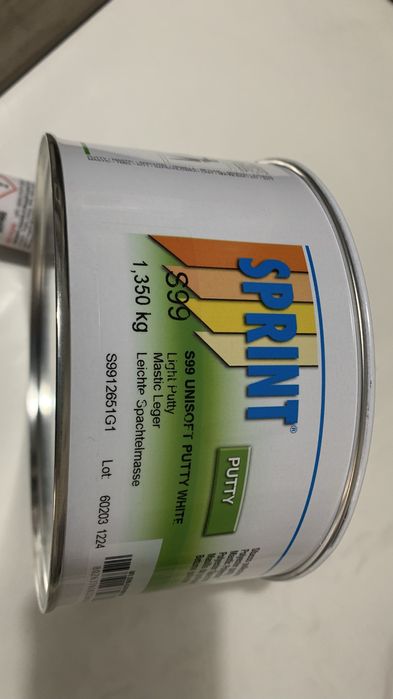 SPRINT®
PUTTY
S99
1,350 kg
S99 UNISOFT PUTTY WHITE
Light Putty
Mastic Leger
Leichte Spachtelmasse
S9912651G1
Lot: 60203 1224